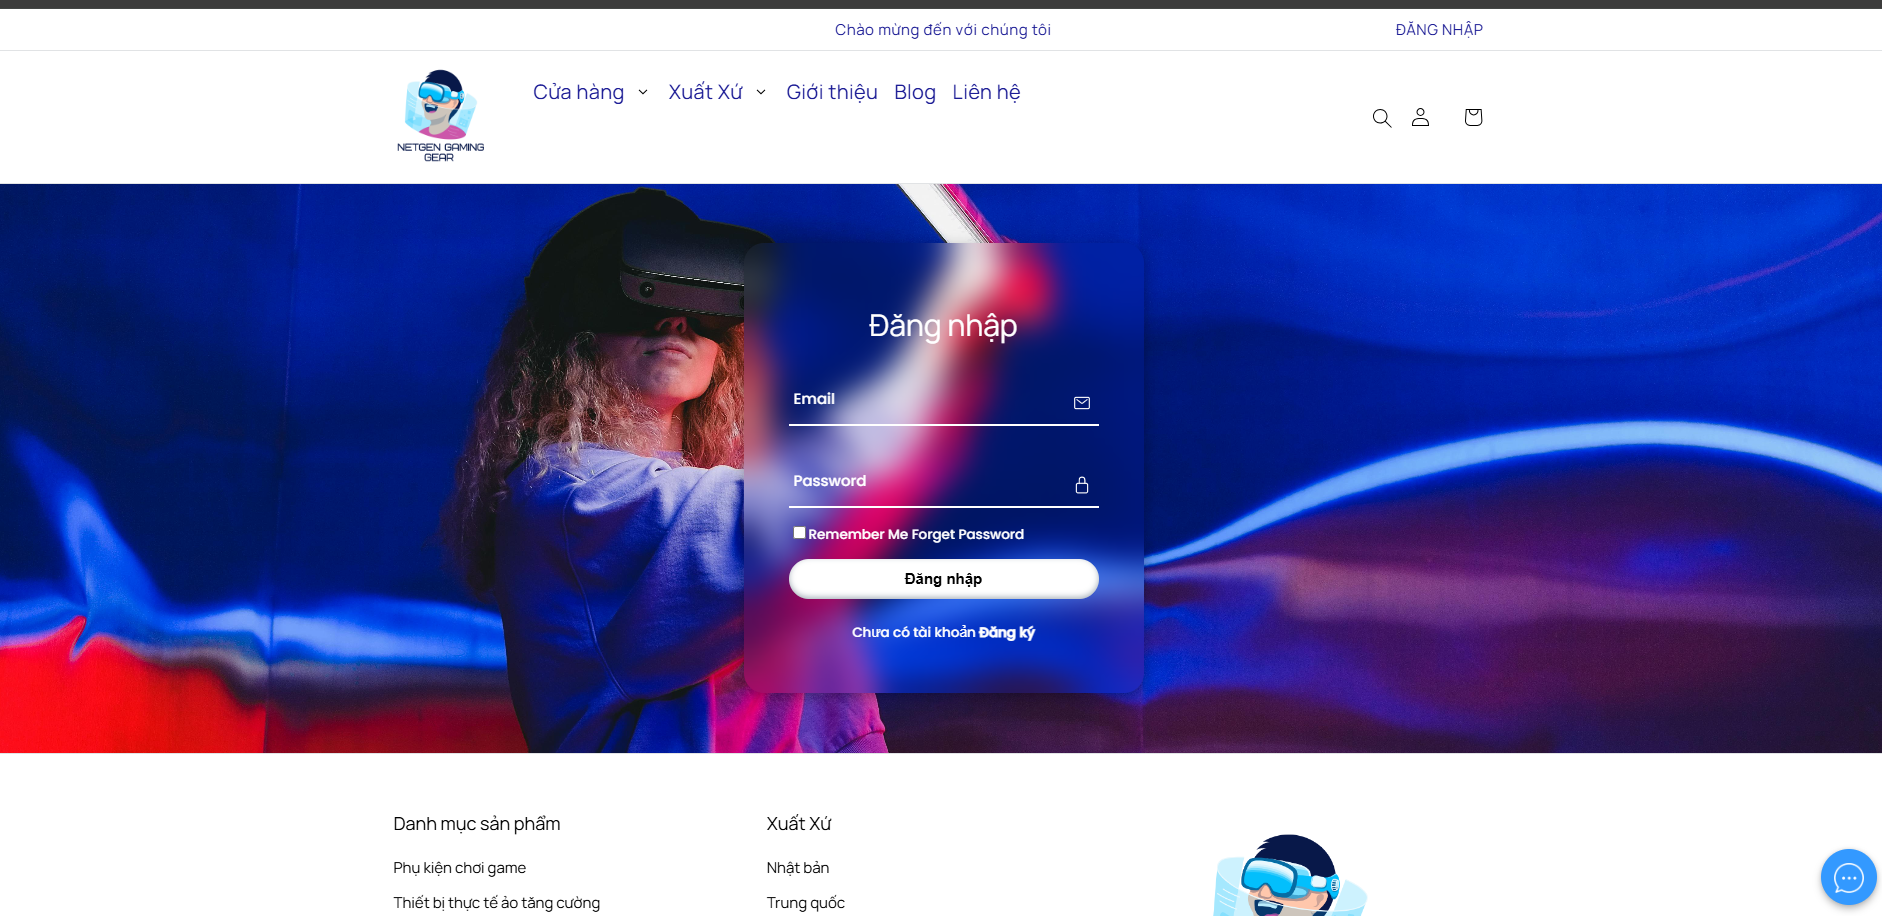 Chào mừng đến với chúng tôi
ĐĂNG NHẬP
NETGEN GAMING
GEAR
Cửa hàng
Xuất Xứ
Giới thiệu
Blog
Liên hệ
Đăng nhập
Email
Password
Remember Me Forget Password
Đăng nhập
Chưa có tài khoản Đăng ký
Danh mục sản phẩm
Phụ kiện chơi game
Thiết bị thực tế ảo tăng cường
Xuất Xứ
Nhật bản
Trung quốc